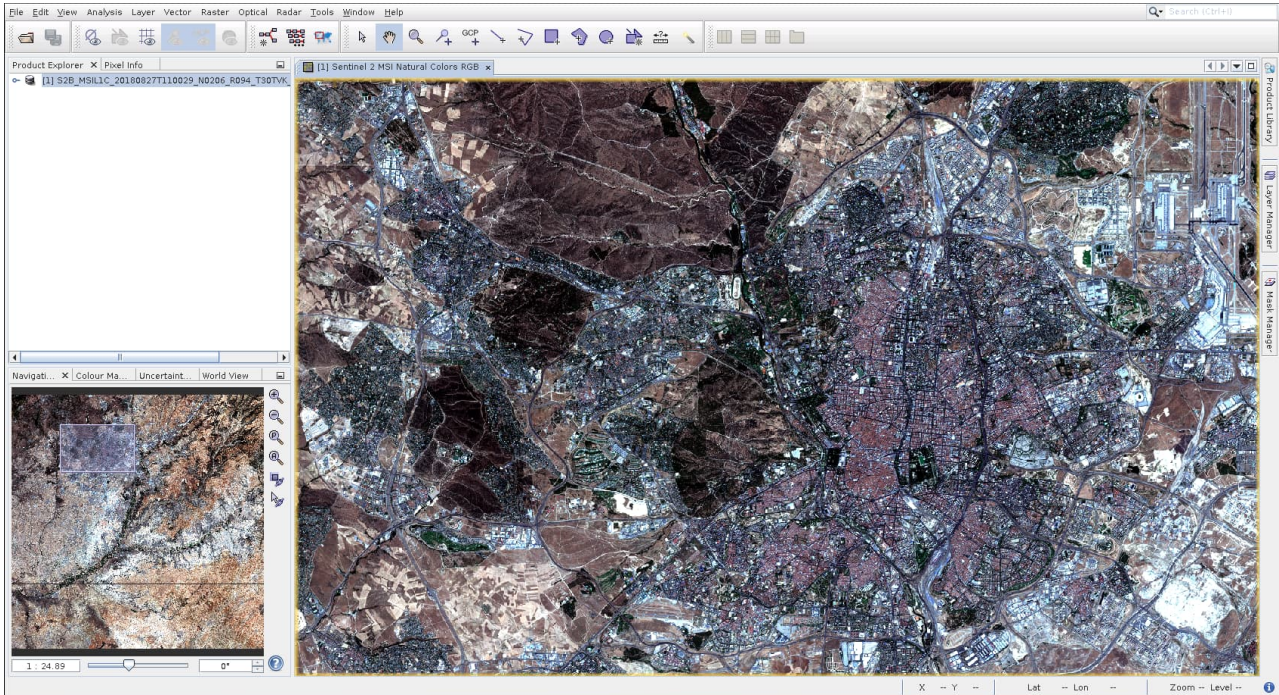 File Edit View Analysis Layer Vector Raster Optical Radar Tools Window Help
Search (Ctrl+I)
GCP
Product Explorer Pixel Info
[1] S2B_MSIL1C_20180827T110029_N0206_R094_T30TVK_
[1] Sentinel 2 MSI Natural Colors RGB
Product Library
Layer Manager
Mask Manager
Navigati... Colour Ma... Uncertaint... World View
1 : 24.89
0°
X -- Y -- Lat -- Lon -- Zoom -- Level --